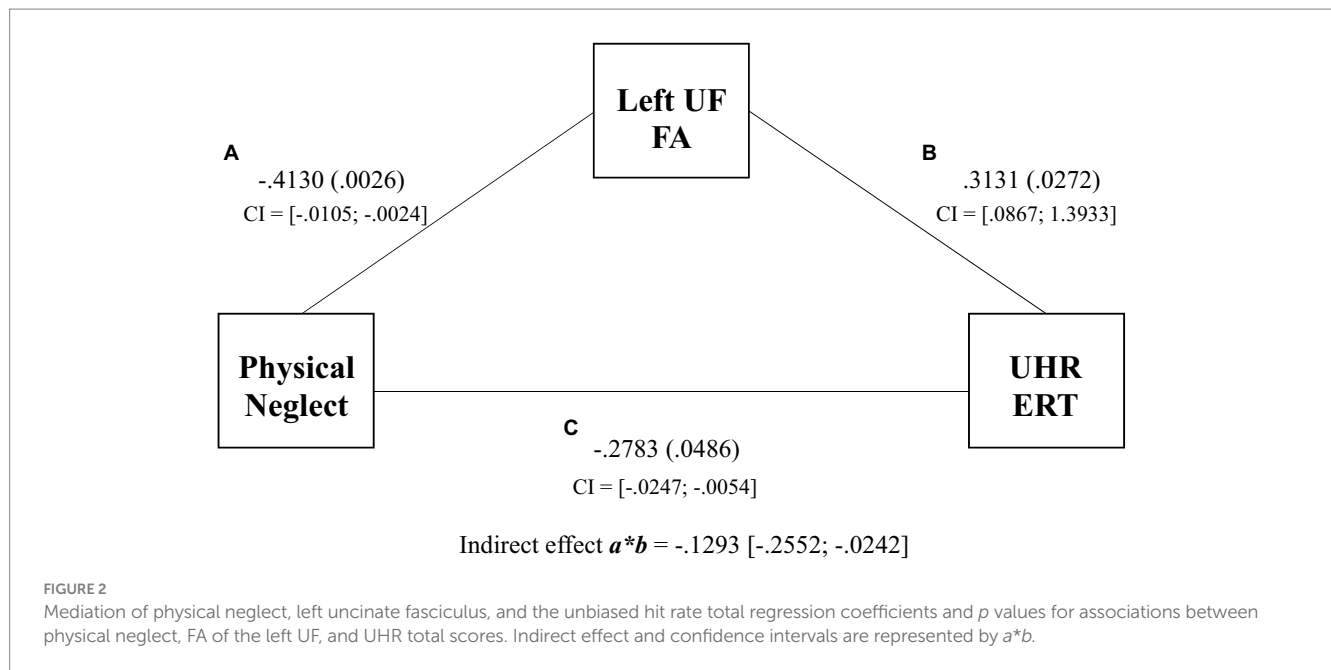 Left UF
FA
A
-.4130 (.0026)
CI = [-.0105; -.0024]
B
.3131 (.0272)
CI = [.0867; 1.3933]
Physical
Neglect
UHR
ERT
C
-.2783 (.0486)
CI = [-.0247; -.0054]
Indirect effect a*b = -.1293 [-.2552; -.0242]
FIGURE 2
Mediation of physical neglect, left uncinate fasciculus, and the unbiased hit rate total regression coefficients and p values for associations between
physical neglect, FA of the left UF, and UHR total scores. Indirect effect and confidence intervals are represented by a*b.